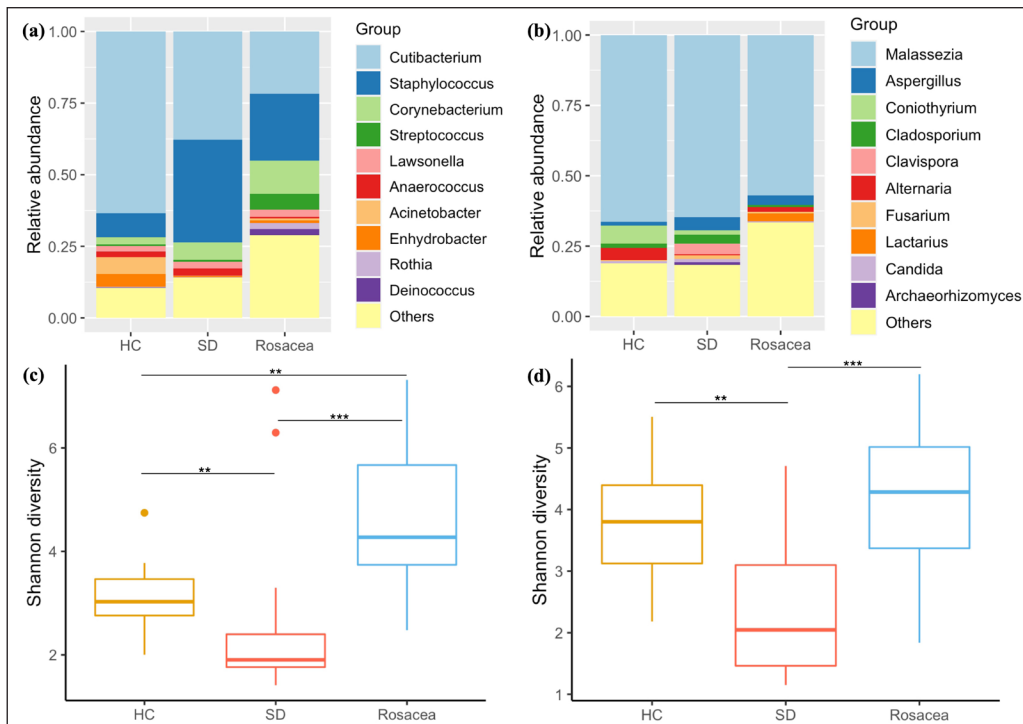 (a)
Relative abundance
1.00
0.75
0.50
0.25
0.00
HC SD Rosacea
Group
Cutibacterium
Staphylococcus
Corynebacterium
Streptococcus
Lawsonella
Anaerococcus
Acinetobacter
Enhydrobacter
Rothia
Deinococcus
Others
(b)
Relative abundance
1.00
0.75
0.50
0.25
0.00
HC SD Rosacea
Group
Malassezia
Aspergillus
Coniothyrium
Cladosporium
Clavispora
Alternaria
Fusarium
Lactarius
Candida
Archaeorhizomyces
Others
(c)
Shannon diversity
6
4
2
**
***
**
HC SD Rosacea
(d)
Shannon diversity
6
5
4
3
2
1
***
**
HC SD Rosacea